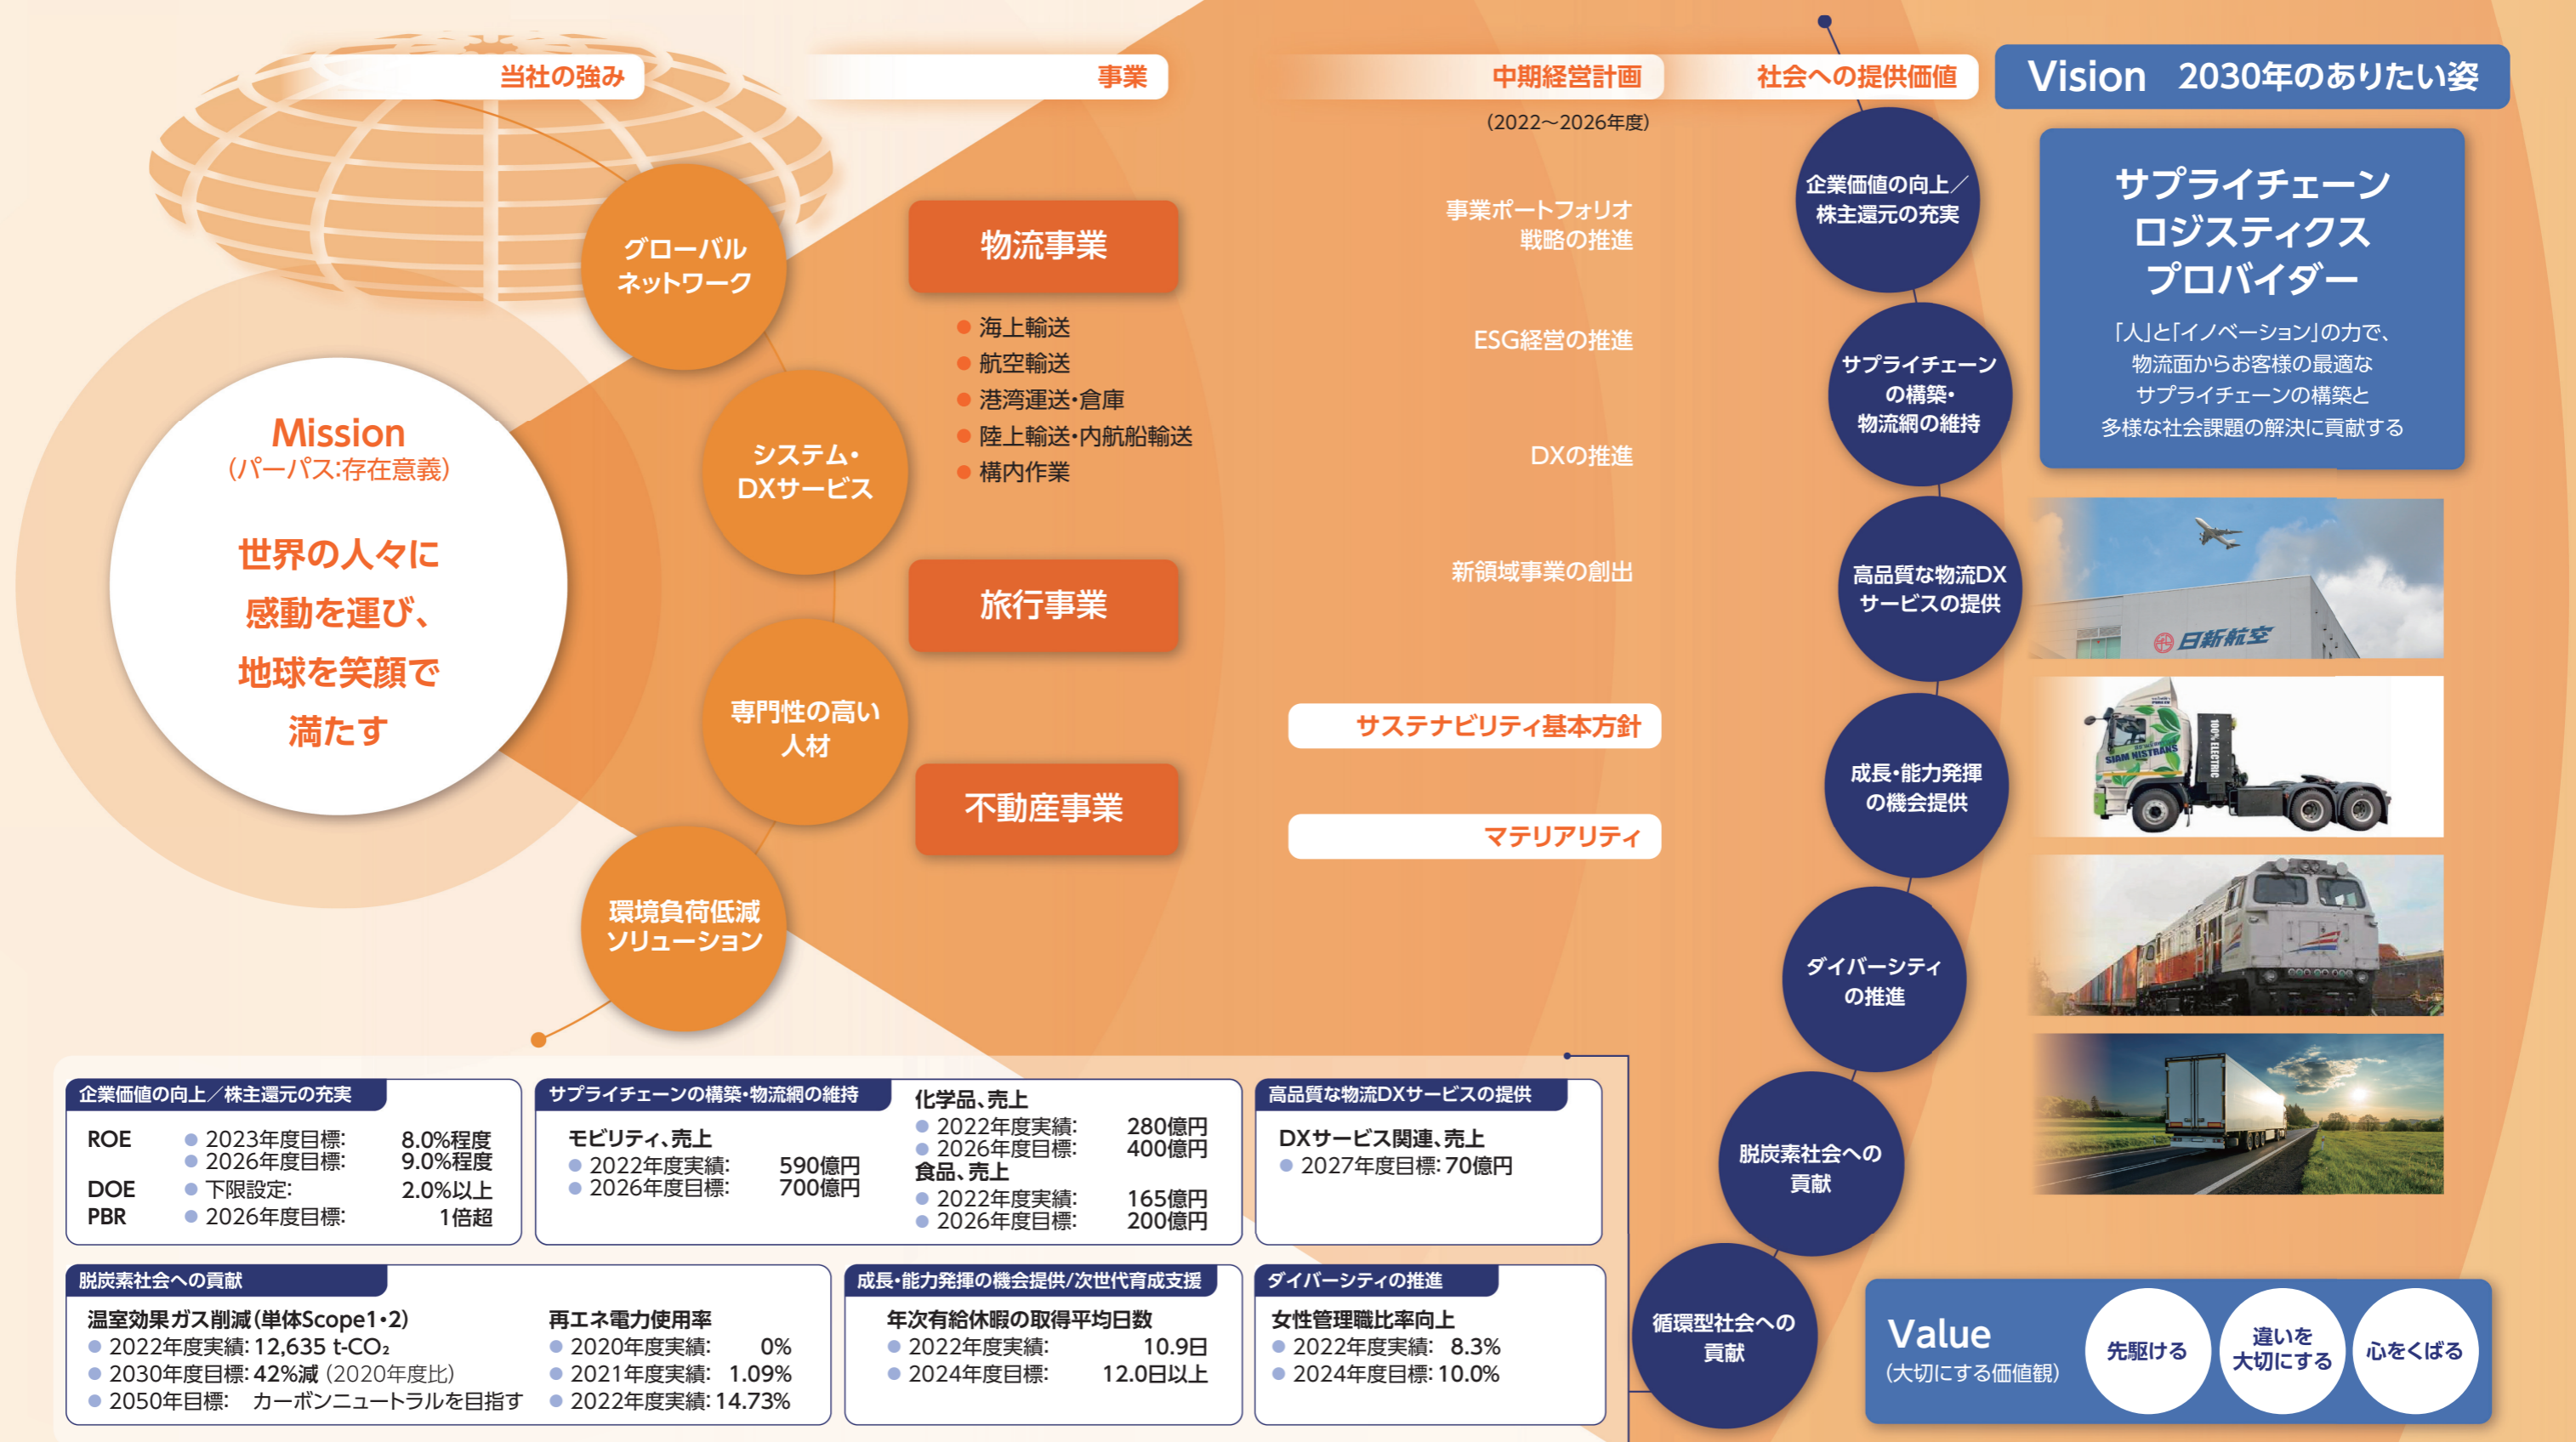 当社の強み
事業
中期経営計画
(2022～2026年度)
社会への提供価値
Vision 2030年のありたい姿
Mission
(パーパス:存在意義)
世界の人々に
感動を運び、
地球を笑顔で
満たす
グローバル
ネットワーク
システム・
DXサービス
専門性の高い
人材
環境負荷低減
ソリューション
物流事業
● 海上輸送
● 航空輸送
● 港湾運送・倉庫
● 陸上輸送・内航船輸送
● 構内作業
旅行事業
不動産事業
事業ポートフォリオ
戦略の推進
ESG経営の推進
DXの推進
新領域事業の創出
サステナビリティ基本方針
マテリアリティ
企業価値の向上／
株主還元の充実
サプライチェーン
の構築・
物流網の維持
高品質な物流DX
サービスの提供
成長・能力発揮
の機会提供
ダイバーシティ
の推進
脱炭素社会への
貢献
循環型社会への
貢献
サプライチェーン
ロジスティクス
プロバイダー
「人」と「イノベーション」の力で、
物流面からお客様の最適な
サプライチェーンの構築と
多様な社会課題の解決に貢献する
日新航空
SIAM NISTRANS
100% ELECTRIC
企業価値の向上／株主還元の充実
ROE ● 2023年度目標: 8.0%程度
● 2026年度目標: 9.0%程度
DOE ● 下限設定: 2.0%以上
PBR ● 2026年度目標: 1倍超
サプライチェーンの構築・物流網の維持
モビリティ、売上
● 2022年度実績: 590億円
● 2026年度目標: 700億円
化学品、売上
● 2022年度実績: 280億円
● 2026年度目標: 400億円
食品、売上
● 2022年度実績: 165億円
● 2026年度目標: 200億円
高品質な物流DXサービスの提供
DXサービス関連、売上
● 2027年度目標: 70億円
脱炭素社会への貢献
温室効果ガス削減(単体Scope1・2)
● 2022年度実績: 12,635 t-CO₂
● 2030年度目標: 42%減 (2020年度比)
● 2050年目標: カーボンニュートラルを目指す
再エネ電力使用率
● 2020年度実績: 0%
● 2021年度実績: 1.09%
● 2022年度実績: 14.73%
成長・能力発揮の機会提供/次世代育成支援
年次有給休暇の取得平均日数
● 2022年度実績: 10.9日
● 2024年度目標: 12.0日以上
ダイバーシティの推進
女性管理職比率向上
● 2022年度実績: 8.3%
● 2024年度目標: 10.0%
Value
(大切にする価値観)
先駆ける
違いを
大切にする
心をくばる